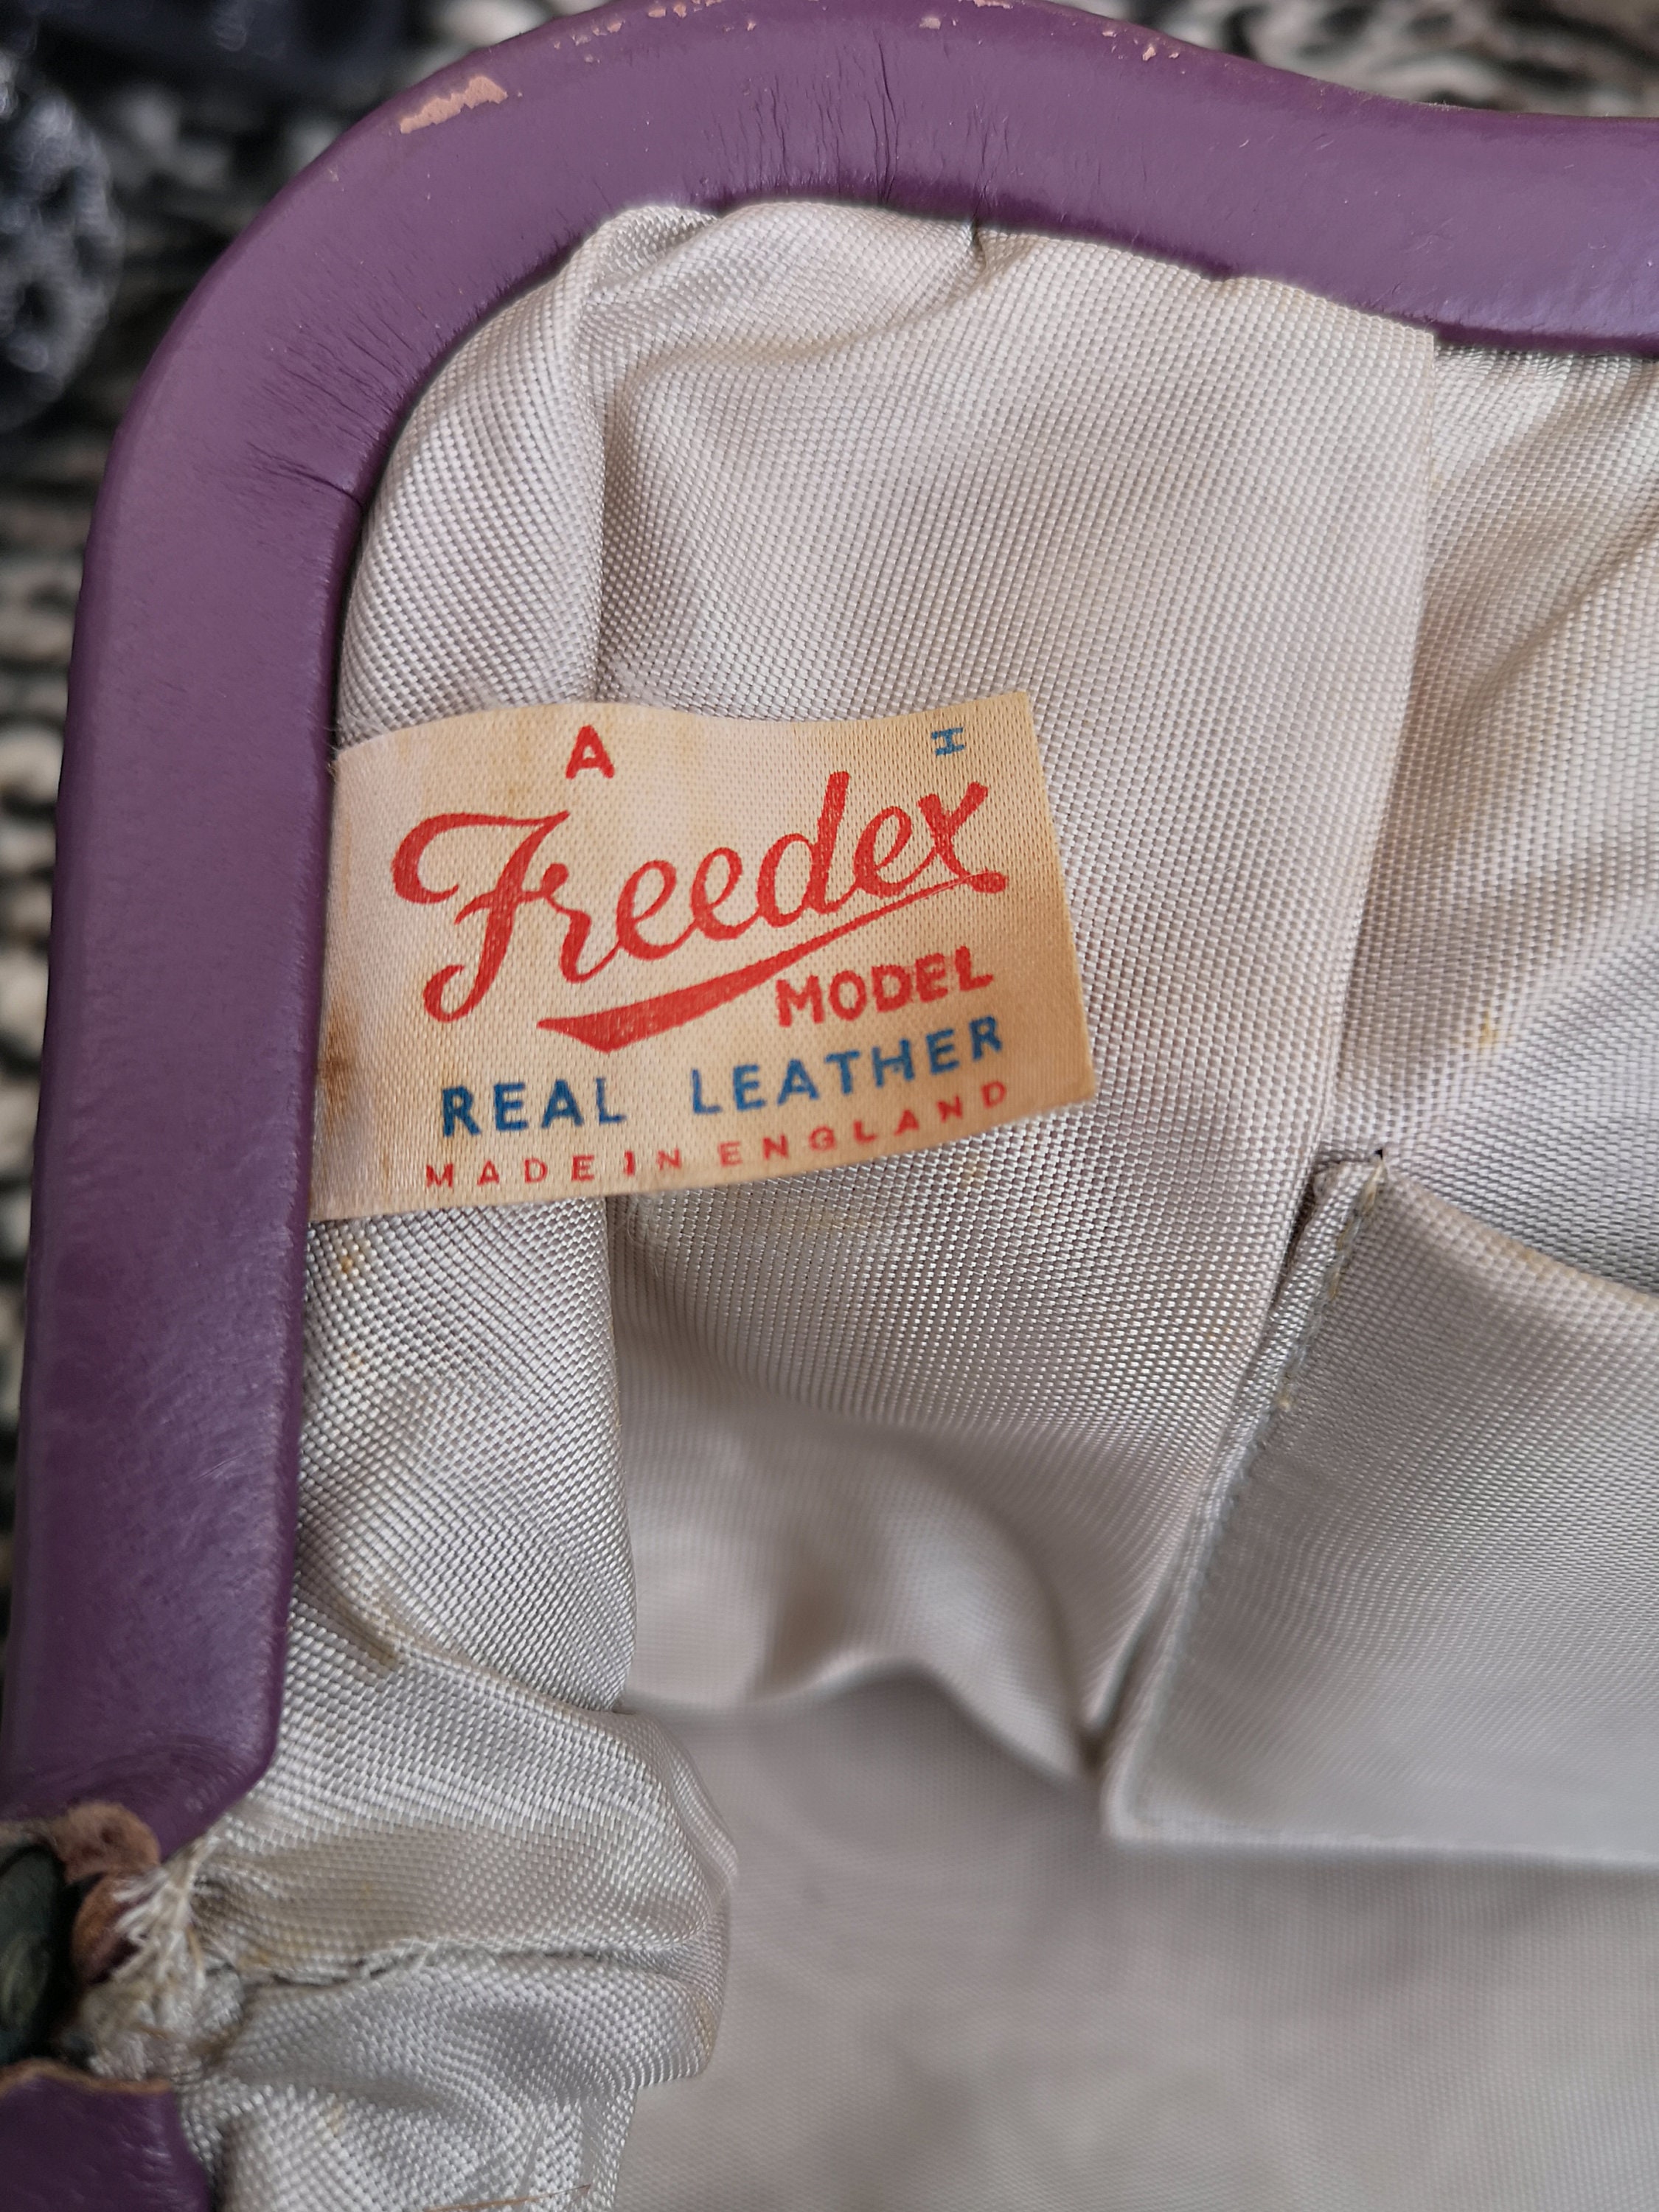 A H
Freedex
MODEL
REAL LEATHER
MADE IN ENGLAND